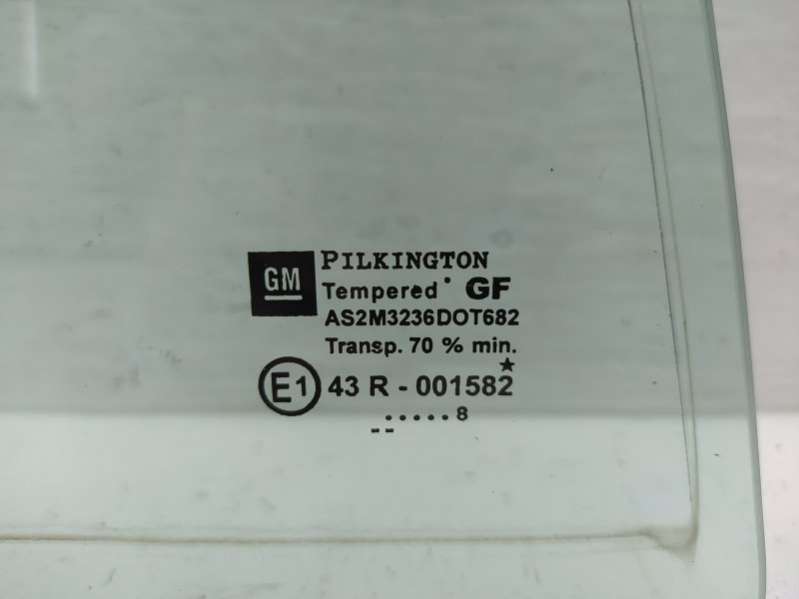 GM
PILKINGTON
Tempered GF
AS2M3236DOT682
Transp. 70 % min.
E1 43 R - 001582
.....8